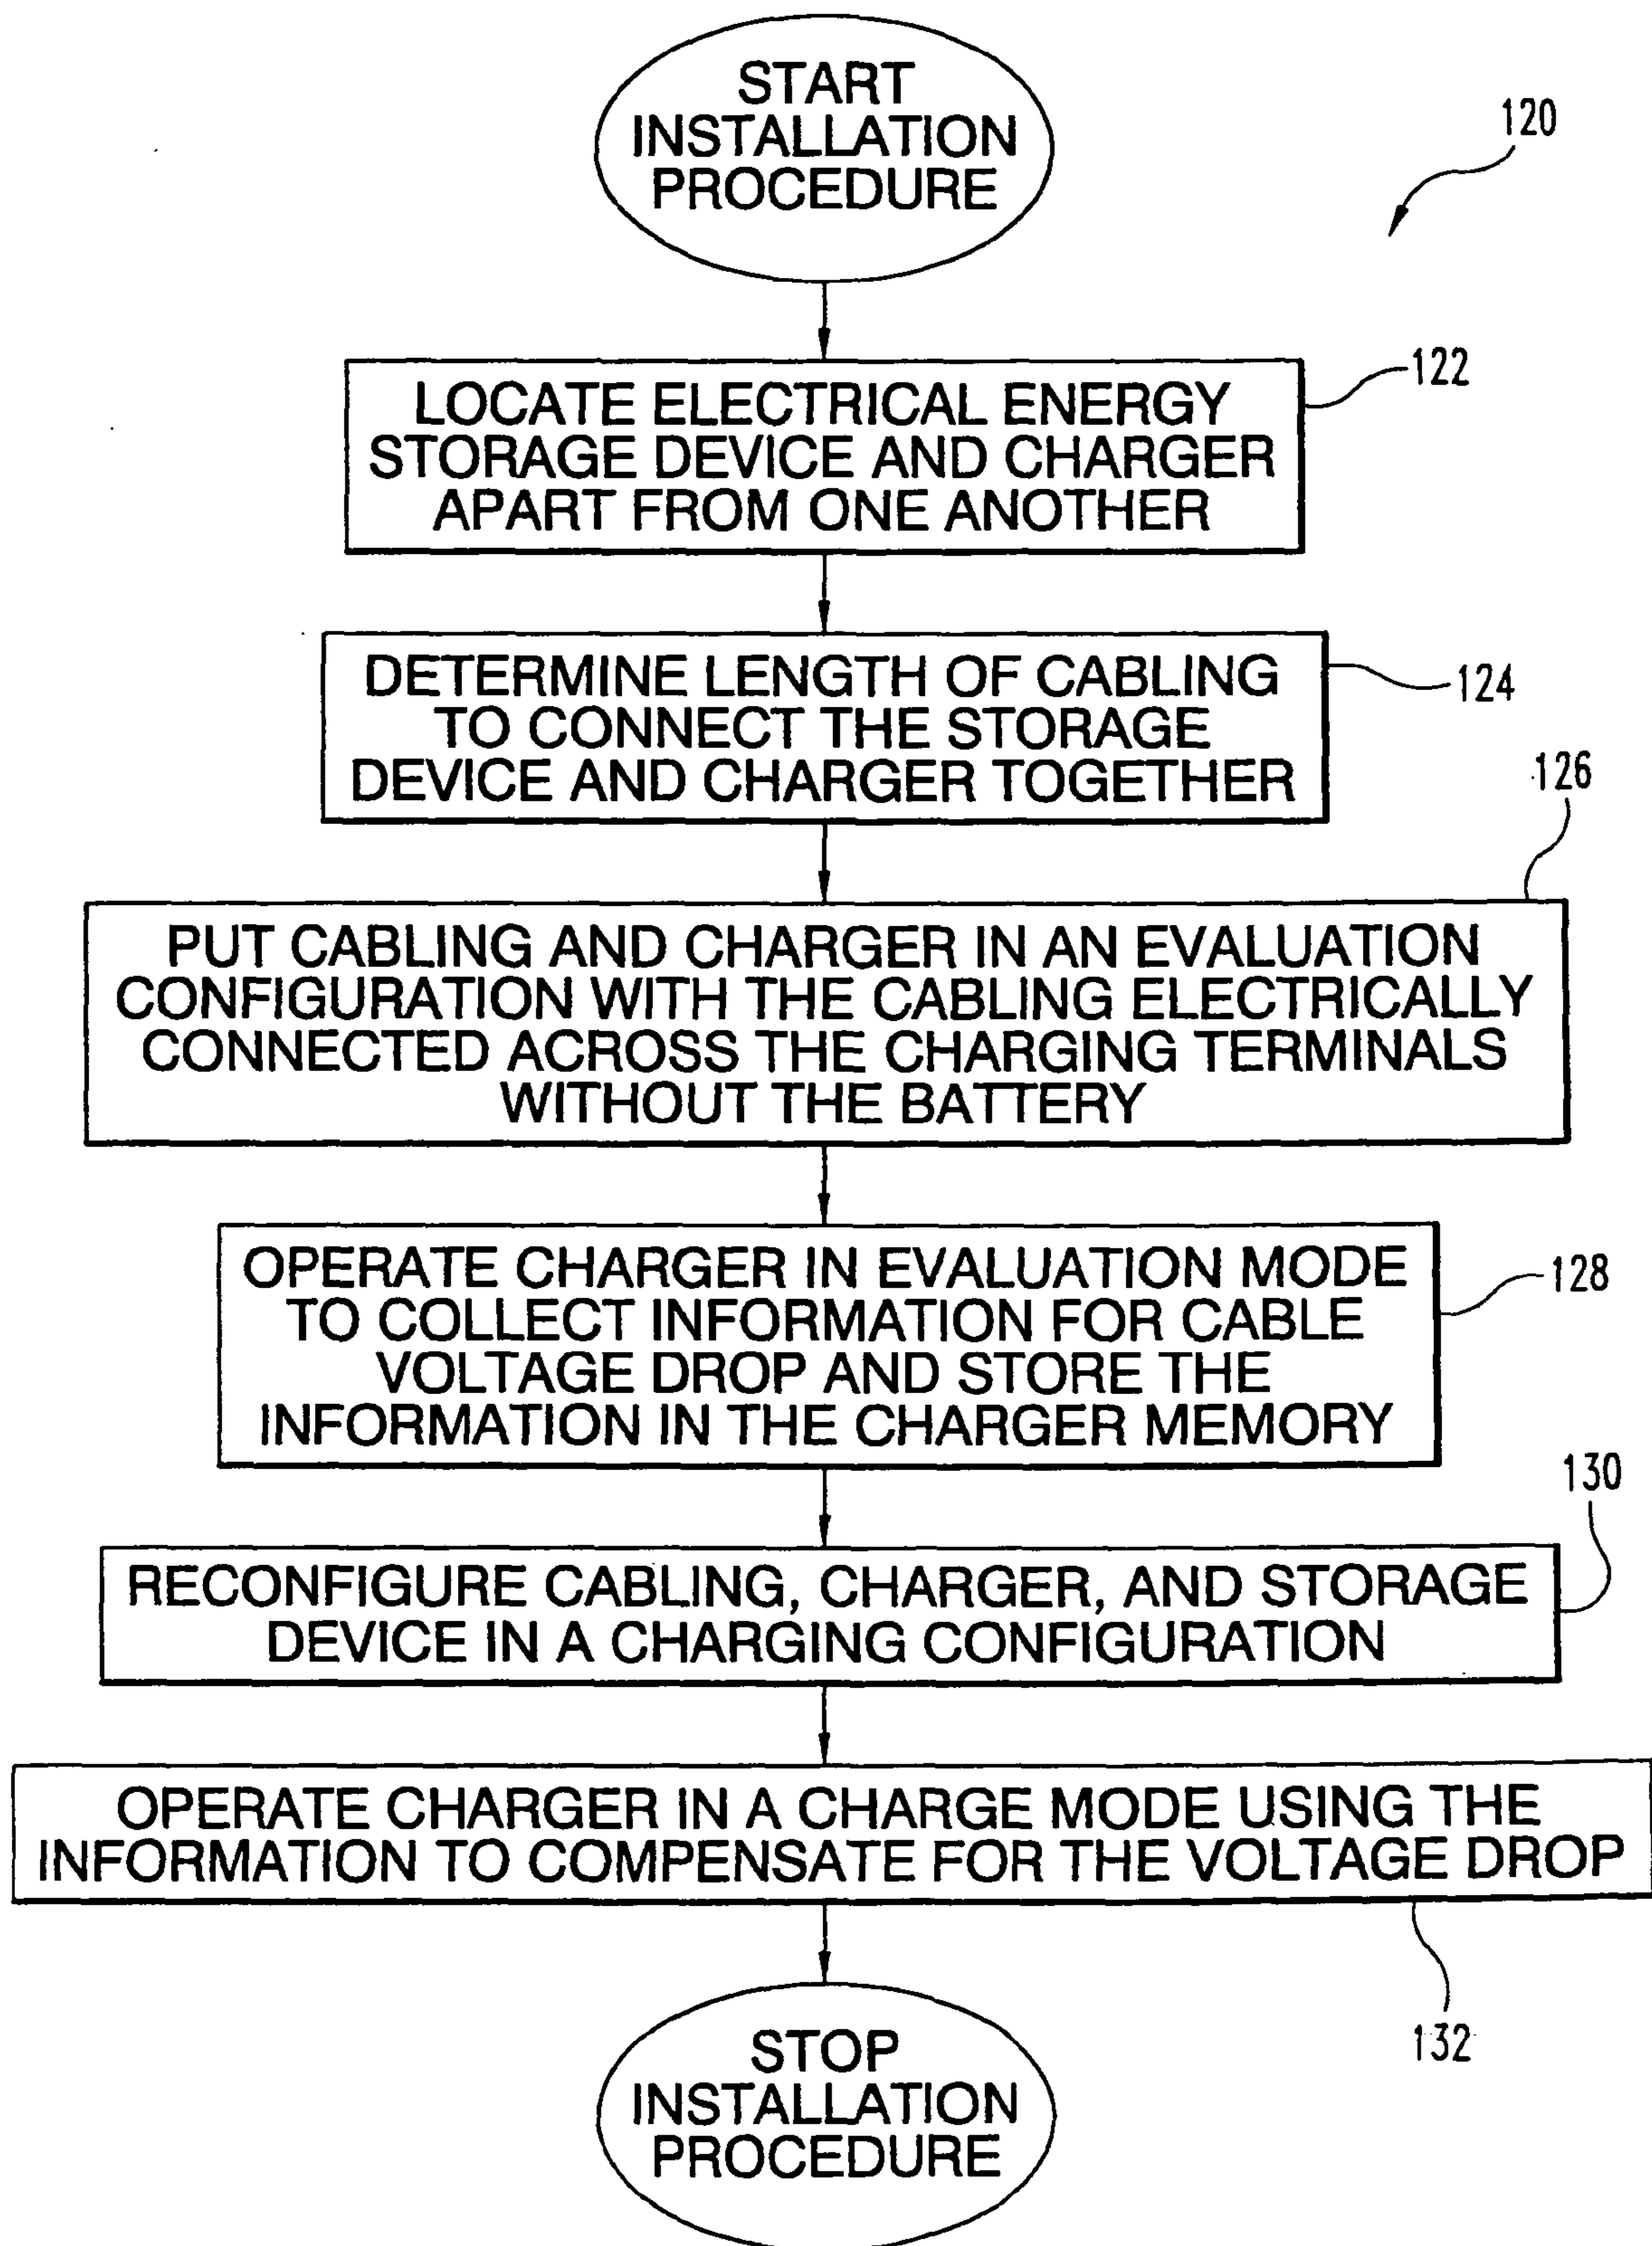 START
INSTALLATION
PROCEDURE
120
LOCATE ELECTRICAL ENERGY
STORAGE DEVICE AND CHARGER
APART FROM ONE ANOTHER
122
DETERMINE LENGTH OF CABLING
TO CONNECT THE STORAGE
DEVICE AND CHARGER TOGETHER
124
126
PUT CABLING AND CHARGER IN AN EVALUATION
CONFIGURATION WITH THE CABLING ELECTRICALLY
CONNECTED ACROSS THE CHARGING TERMINALS
WITHOUT THE BATTERY
OPERATE CHARGER IN EVALUATION MODE
TO COLLECT INFORMATION FOR CABLE
VOLTAGE DROP AND STORE THE
INFORMATION IN THE CHARGER MEMORY
128
130
RECONFIGURE CABLING, CHARGER, AND STORAGE
DEVICE IN A CHARGING CONFIGURATION
OPERATE CHARGER IN A CHARGE MODE USING THE
INFORMATION TO COMPENSATE FOR THE VOLTAGE DROP
132
STOP
INSTALLATION
PROCEDURE